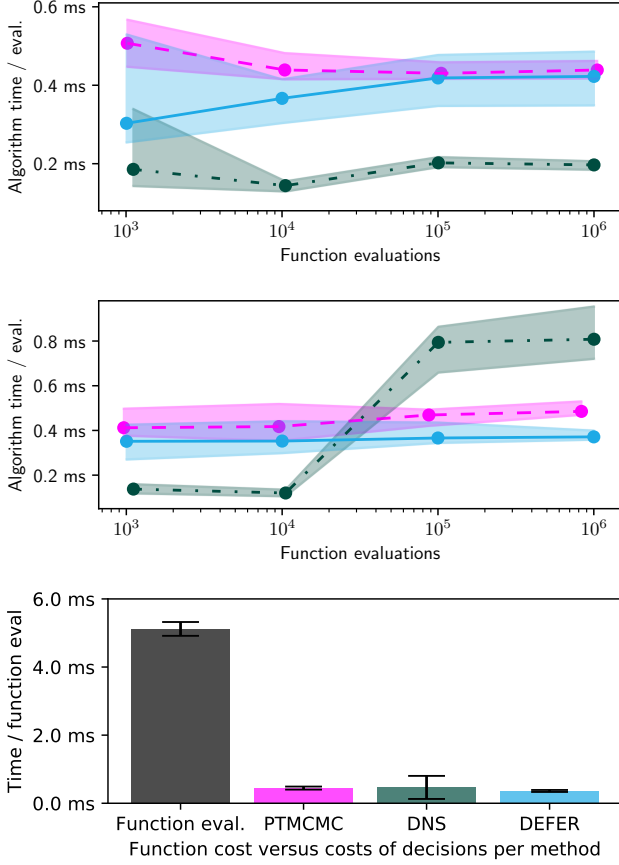 0.6 ms
0.4 ms
0.2 ms
Algorithm time / eval.
10³ 10⁴ 10⁵ 10⁶
Function evaluations
0.8 ms
0.6 ms
0.4 ms
0.2 ms
Algorithm time / eval.
10³ 10⁴ 10⁵ 10⁶
Function evaluations
6.0 ms
4.0 ms
2.0 ms
0.0 ms
Time / function eval
Function eval. PTMCMC DNS DEFER
Function cost versus costs of decisions per method